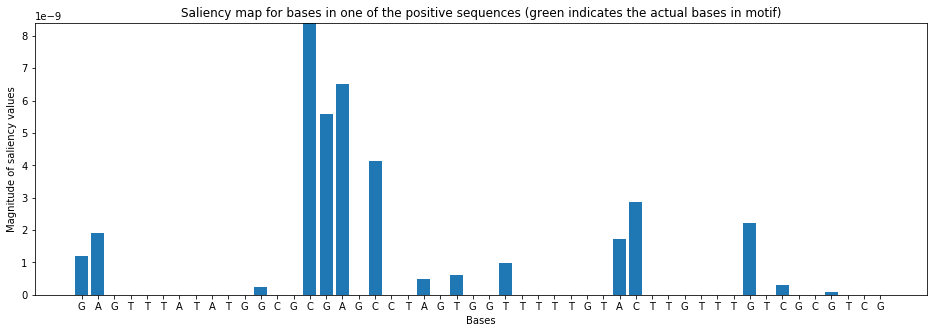 Saliency map for bases in one of the positive sequences (green indicates the actual bases in motif)
1e−9
8
7
6
5
4
3
2
1
0
Magnitude of saliency values
G A G T T T A T A T G G C G C G A G C C T A G T G G T T T T T G T A C T T G T T T G T C G C G T C G
Bases